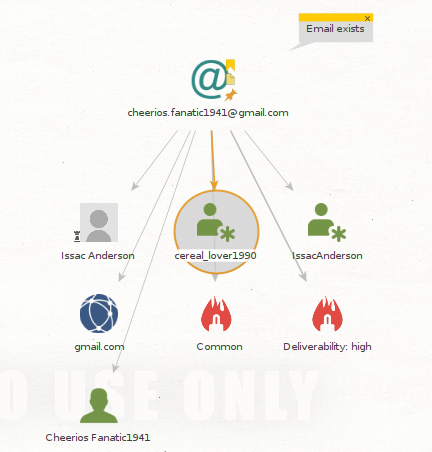 Email exists
cheerios.fanatic1941@gmail.com
Issac Anderson
cereal_lover1990
IssacAnderson
gmail.com
Common
Deliverability: high
O USE ONLY
Cheerios Fanatic1941